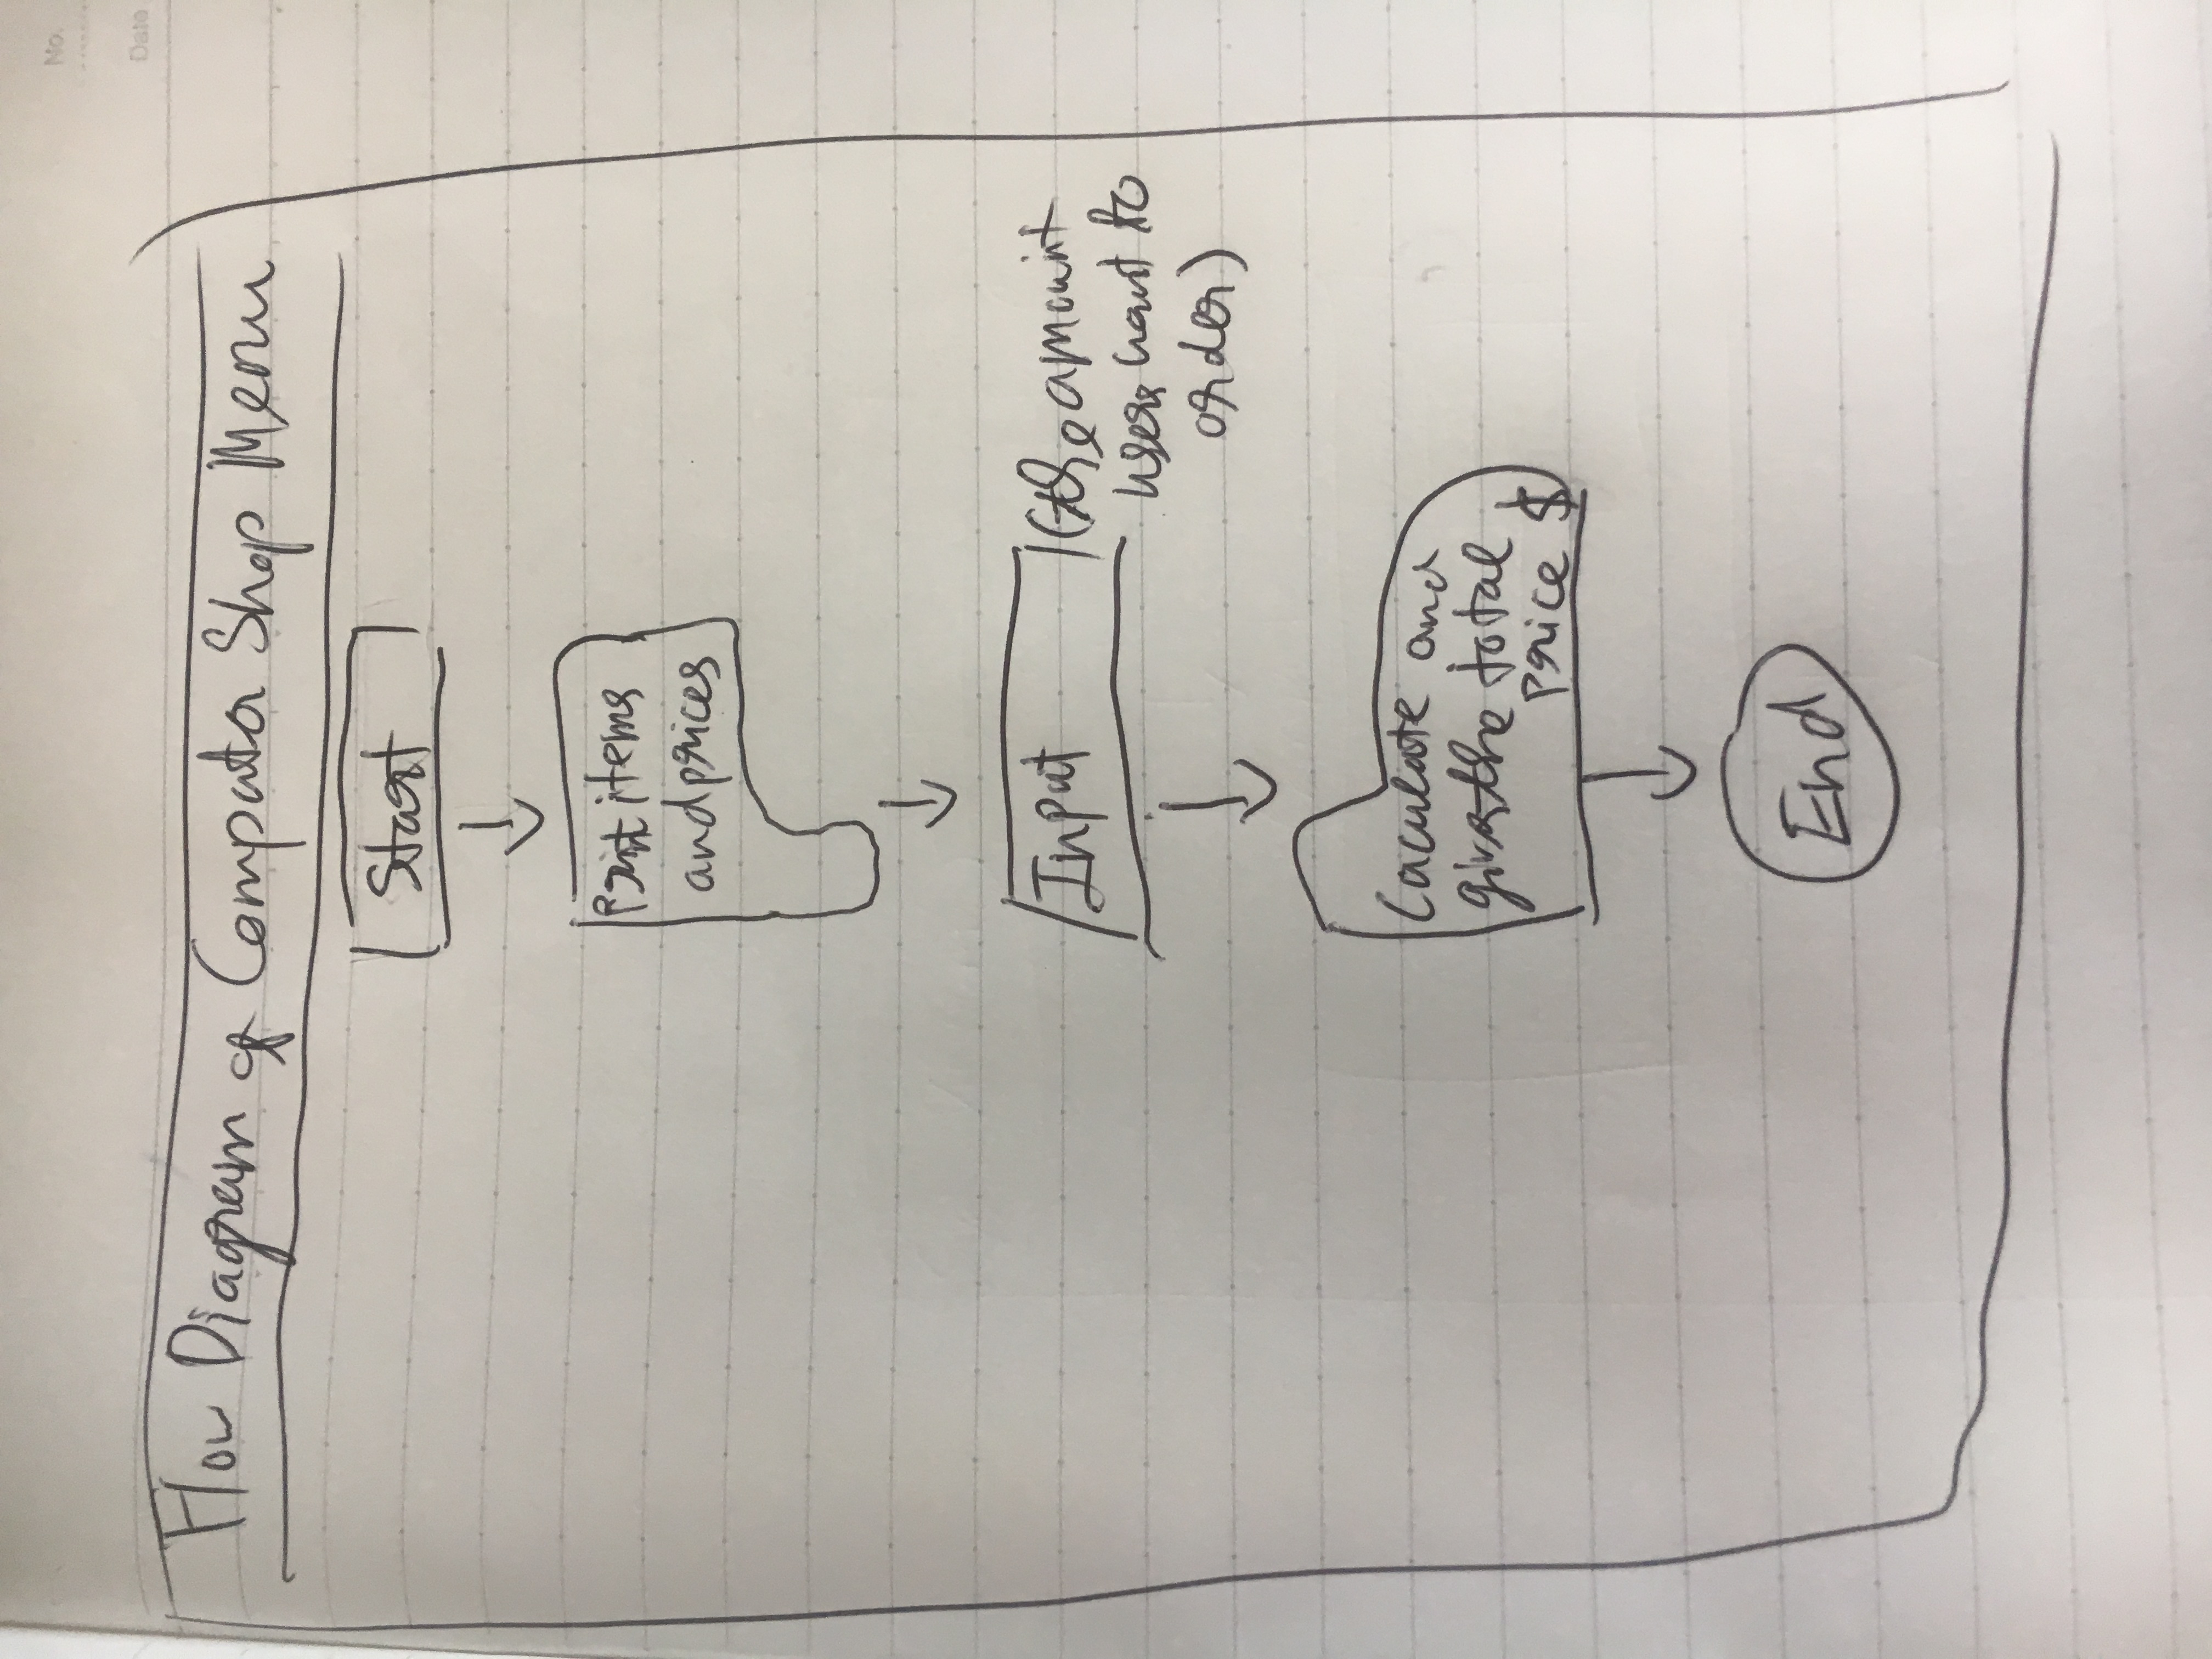 No.
Date
Flow Diagram of Computer Shop Menu
Start
Print items
and prices
Input
(the amount
user want to
order)
Caculate and
give the total
price $
End